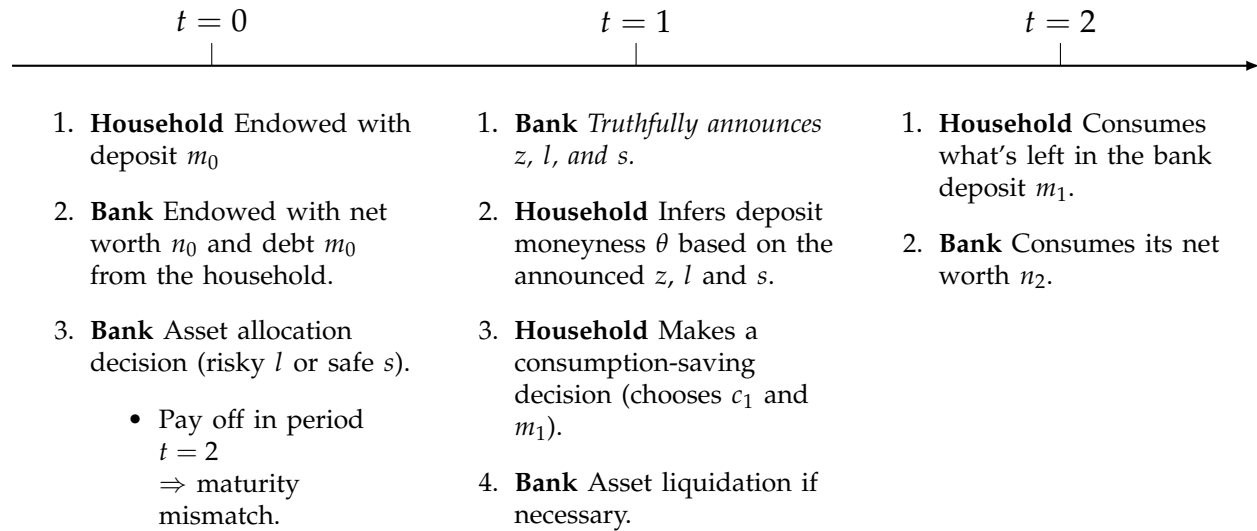 t = 0
t = 1
t = 2
1. Household Endowed with
deposit m₀
2. Bank Endowed with net
worth n₀ and debt m₀
from the household.
3. Bank Asset allocation
decision (risky l or safe s).
• Pay off in period
t = 2
⇒ maturity
mismatch.
1. Bank Truthfully announces
z, l, and s.
2. Household Infers deposit
moneyness θ based on the
announced z, l and s.
3. Household Makes a
consumption-saving
decision (chooses c₁ and
m₁).
4. Bank Asset liquidation if
necessary.
1. Household Consumes
what's left in the bank
deposit m₁.
2. Bank Consumes its net
worth n₂.